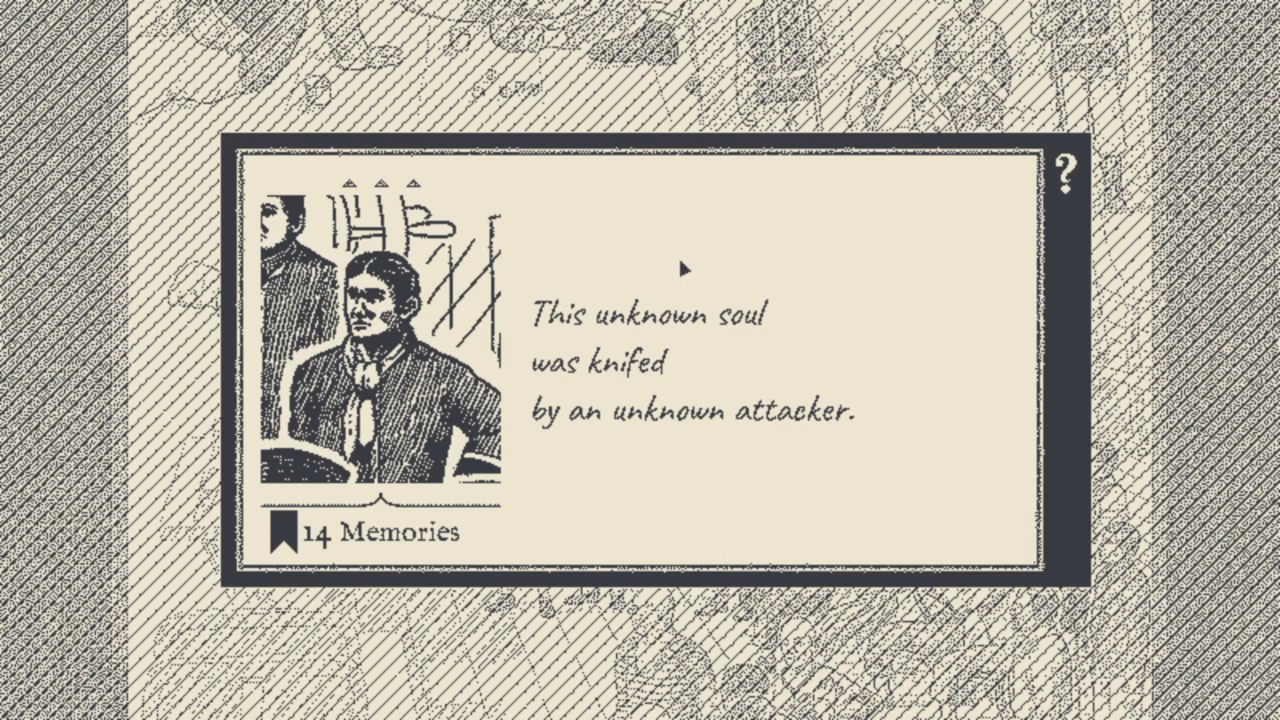 ?
This unknown soul
was knifed
by an unknown attacker.
14 Memories